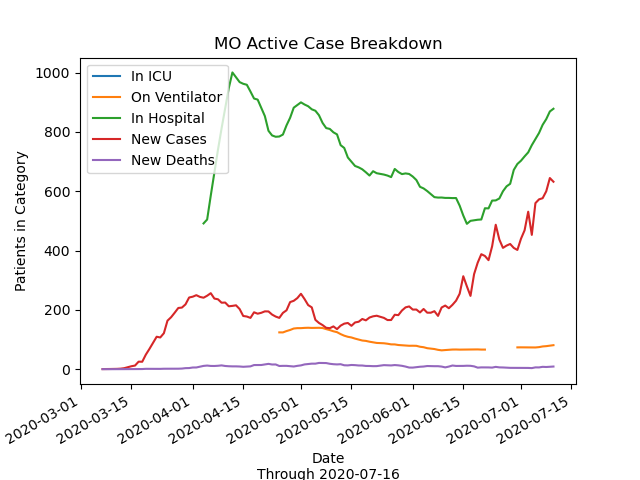 MO Active Case Breakdown
In ICU
On Ventilator
In Hospital
New Cases
New Deaths
Patients in Category
1000
800
600
400
200
0
2020-03-01
2020-03-15
2020-04-01
2020-04-15
2020-05-01
2020-05-15
2020-06-01
2020-06-15
2020-07-01
2020-07-15
Date
Through 2020-07-16